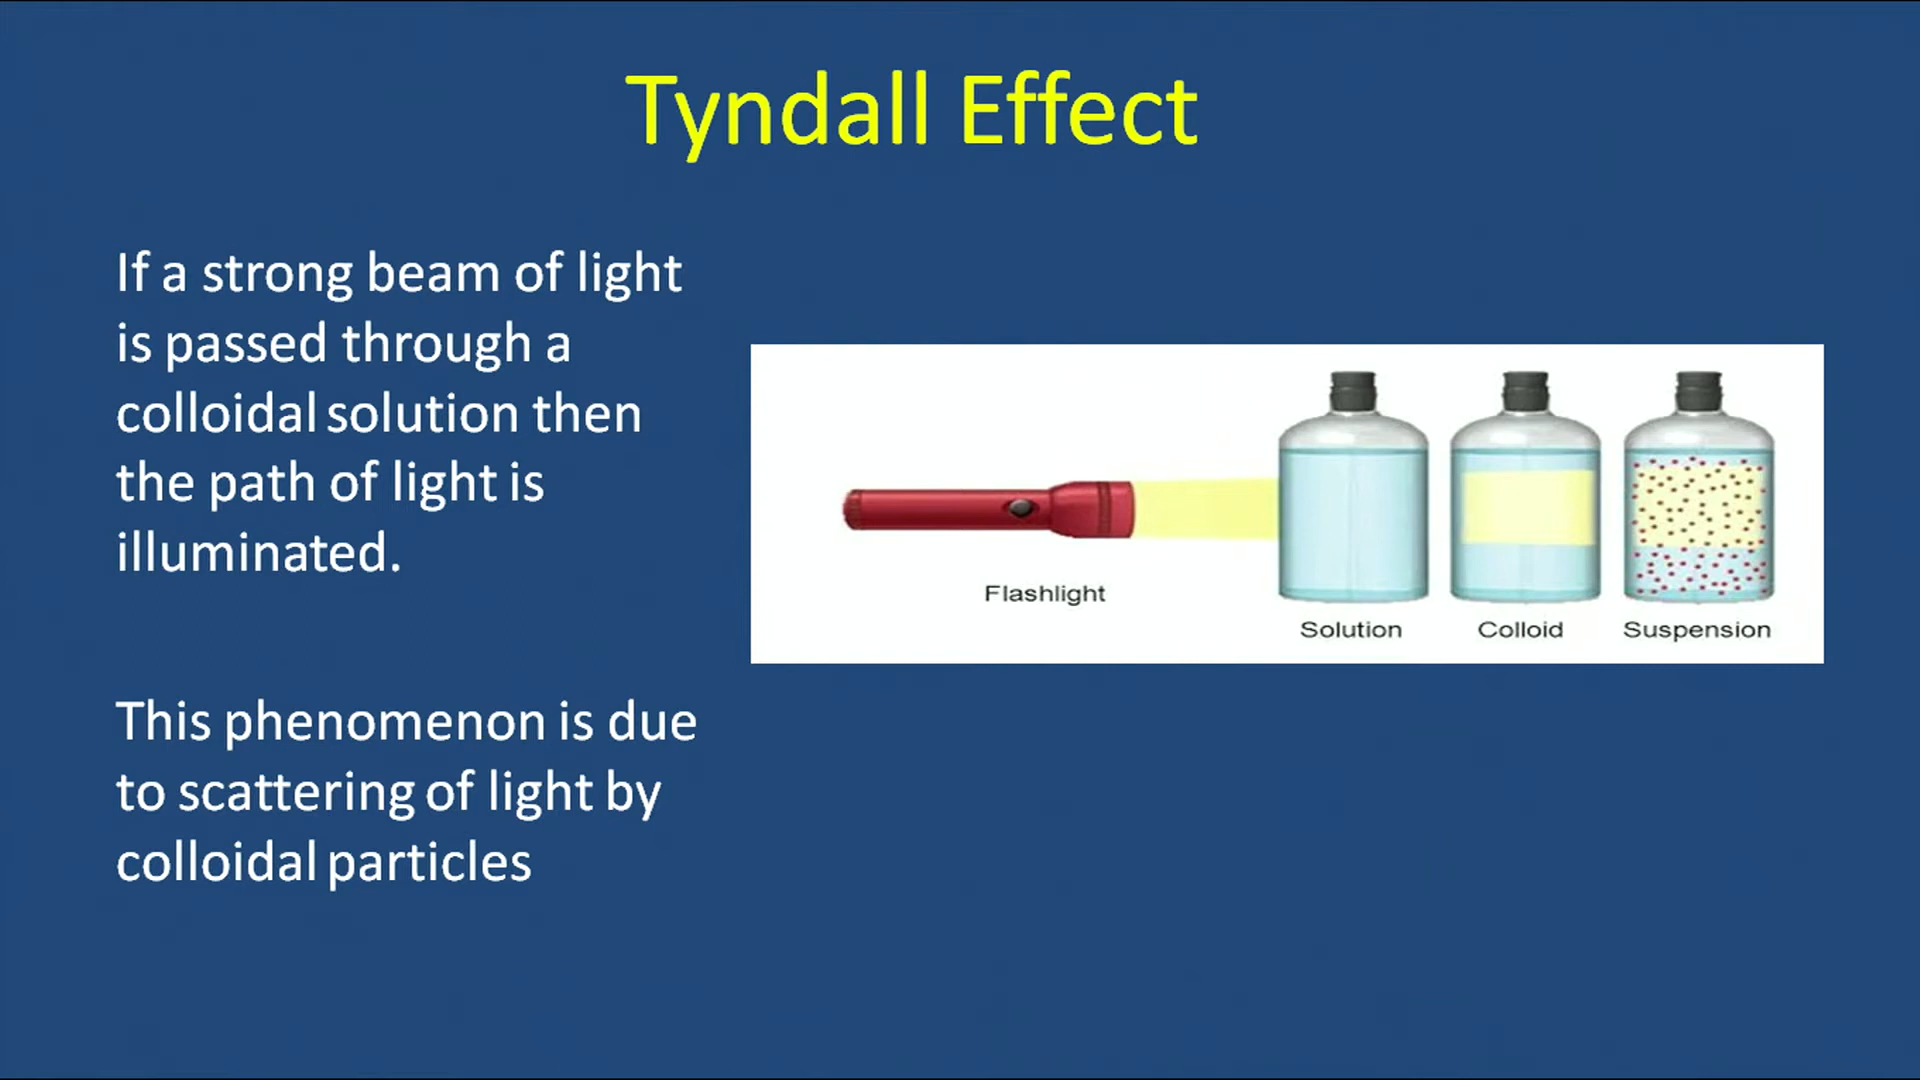 Tyndall Effect
If a strong beam of light
is passed through a
colloidal solution then
the path of light is
illuminated.
This phenomenon is due
to scattering of light by
colloidal particles
Flashlight
Solution
Colloid
Suspension